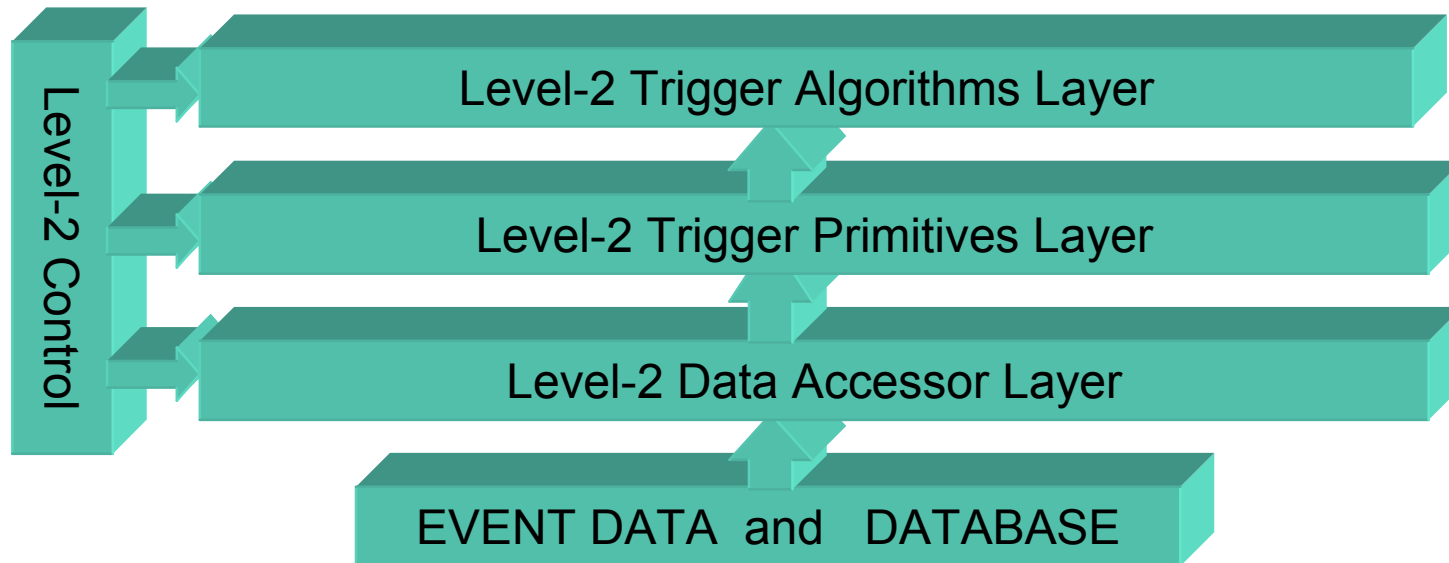 Level-2 Control
Level-2 Trigger Algorithms Layer
Level-2 Trigger Primitives Layer
Level-2 Data Accessor Layer
EVENT DATA and DATABASE